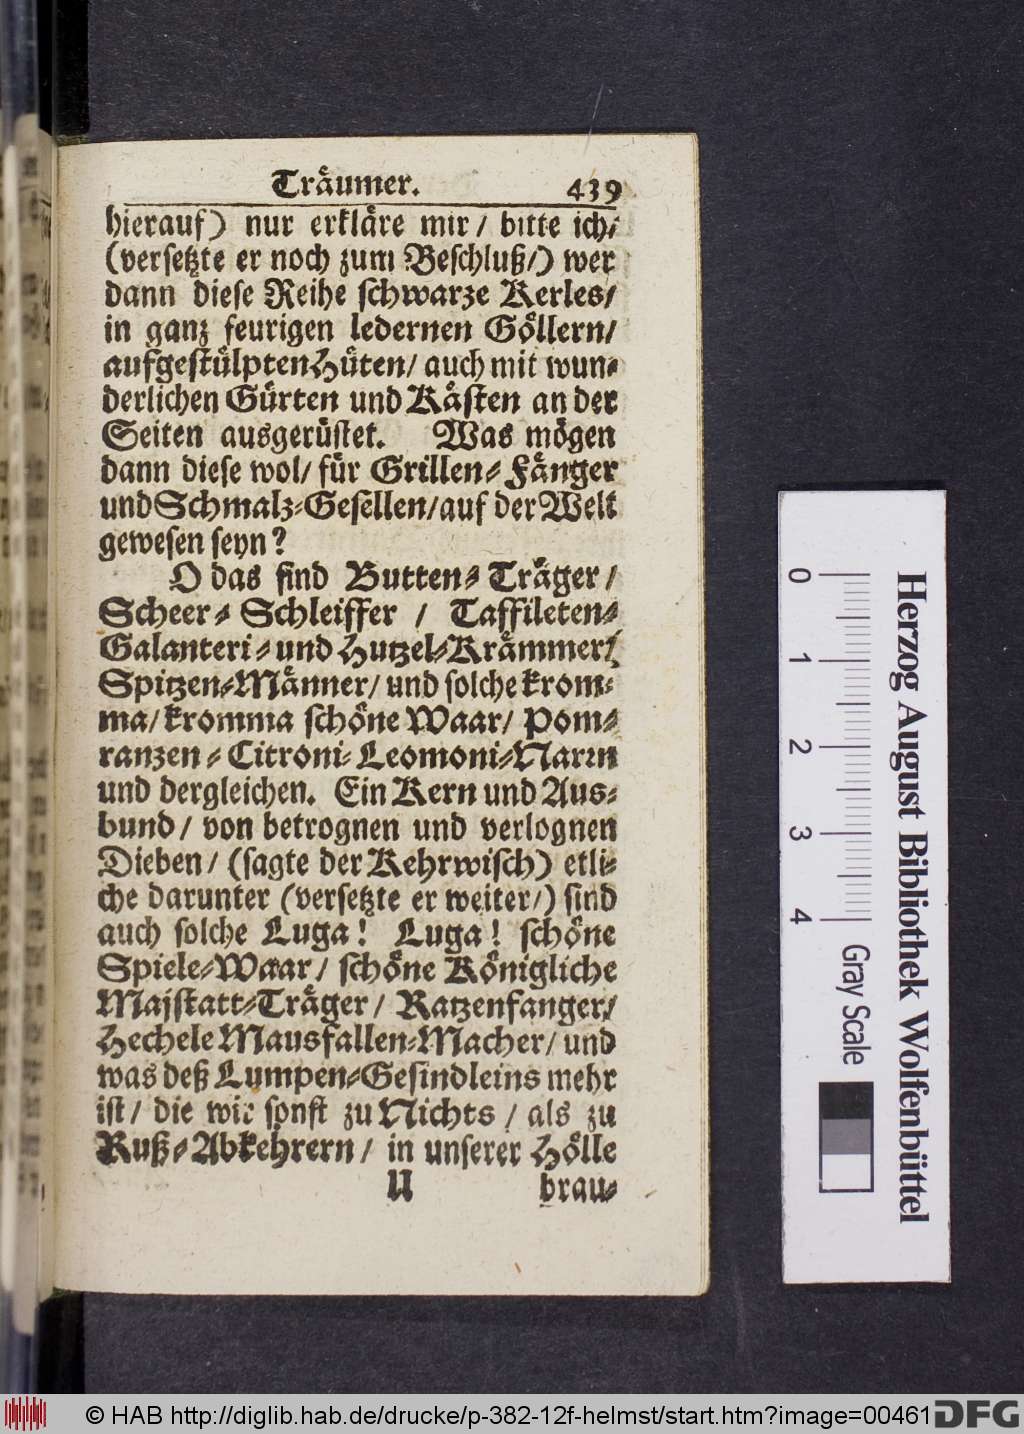 Träumer. 439
hierauf) nur erkläre mir / bitte ich /
(versetzte er noch zum Beschluß/) wer
dann diese Reihe schwarze Kerles/
in ganz feurigen ledernen Göllern/
aufgestülpten Hüten/ auch mit wun-
derlichen Gürten und Kästen an der
Seiten ausgerüstet. Was mögen
dann diese wol/ für Grillen-Fänger
und Schmalz-Gesellen/ auf der Welt
gewesen seyn?
O das sind Butten-Träger /
Scheer-Schleiffer / Taffileten-
Galanteri-und Hutzel-Krämmer/
Spitzen-Männer/ und solche krom-
ma/ kromma schöne Waar/ Pom-
ranzen-Citroni-Leomoni-Narrn
und dergleichen. Ein Kern und Aus-
bund / von betrognen und verlognen
Dieben / (sagte der Kehrwisch) etli-
che darunter (versetzte er weiter/) sind
auch solche Luga! Luga! schöne
Spiele-Waar / schöne Königliche
Majstatt-Träger / Ratzenfanger/
Hechele Mausfallen-Macher/ und
was deß Lumpen-Gesindleins mehr
ist / die wir sonst zu Nichts / als zu
Ruß-Abkehrern / in unserer Hölle
U brau-
0 1 2 3 4 Gray Scale
Herzog August Bibliothek Wolfenbüttel
© HAB http://diglib.hab.de/drucke/p-382-12f-helmst/start.htm?image=00461 DFG